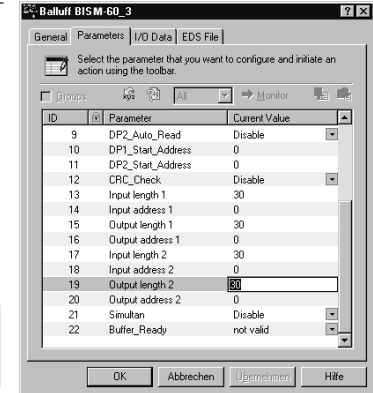 Balluff BISM-60_3
General Parameters I/O Data EDS File
Select the parameter that you want to configure and initiate an
action using the toolbar.
Groups All Monitor
ID Parameter Current Value
9 DP2_Auto_Read Disable
10 DP1_Start_Address 0
11 DP2_Start_Address 0
12 CRC_Check Disable
13 Input length 1 30
14 Input address 1 0
15 Output length 1 30
16 Output address 1 0
17 Input length 2 30
18 Input address 2 0
19 Output length 2 30
20 Output address 2 0
21 Simultan Disable
22 Buffer_Ready not valid
OK Abbrechen Übernehmen Hilfe